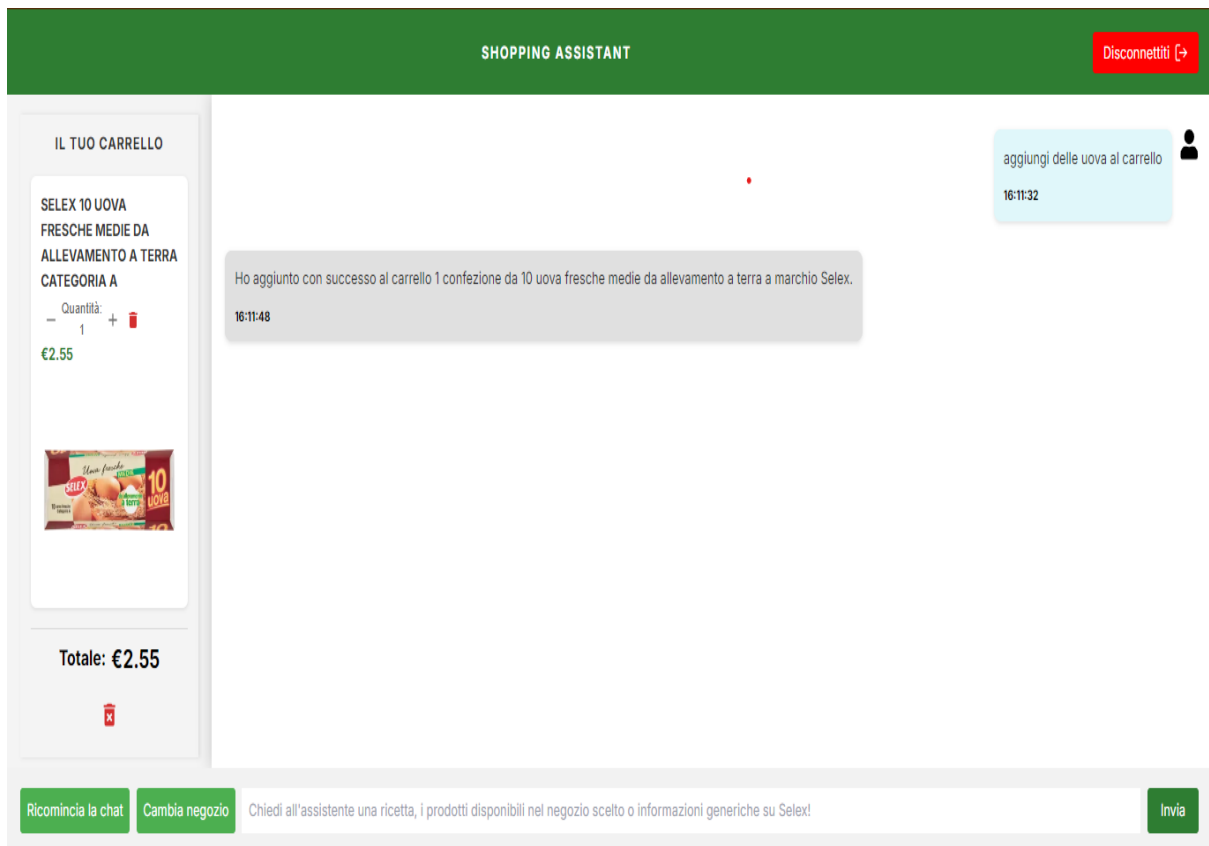 SHOPPING ASSISTANT
Disconnettiti
IL TUO CARRELLO
SELEX 10 UOVA
FRESCHE MEDIE DA
ALLEVAMENTO A TERRA
CATEGORIA A
Quantità:
− 1 +
€2.55
Uova fresche
MEDIE
SELEX
10
uova
a terra
Totale: €2.55
aggiungi delle uova al carrello
16:11:32
Ho aggiunto con successo al carrello 1 confezione da 10 uova fresche medie da allevamento a terra a marchio Selex.
16:11:48
Ricomincia la chat
Cambia negozio
Chiedi all'assistente una ricetta, i prodotti disponibili nel negozio scelto o informazioni generiche su Selex!
Invia